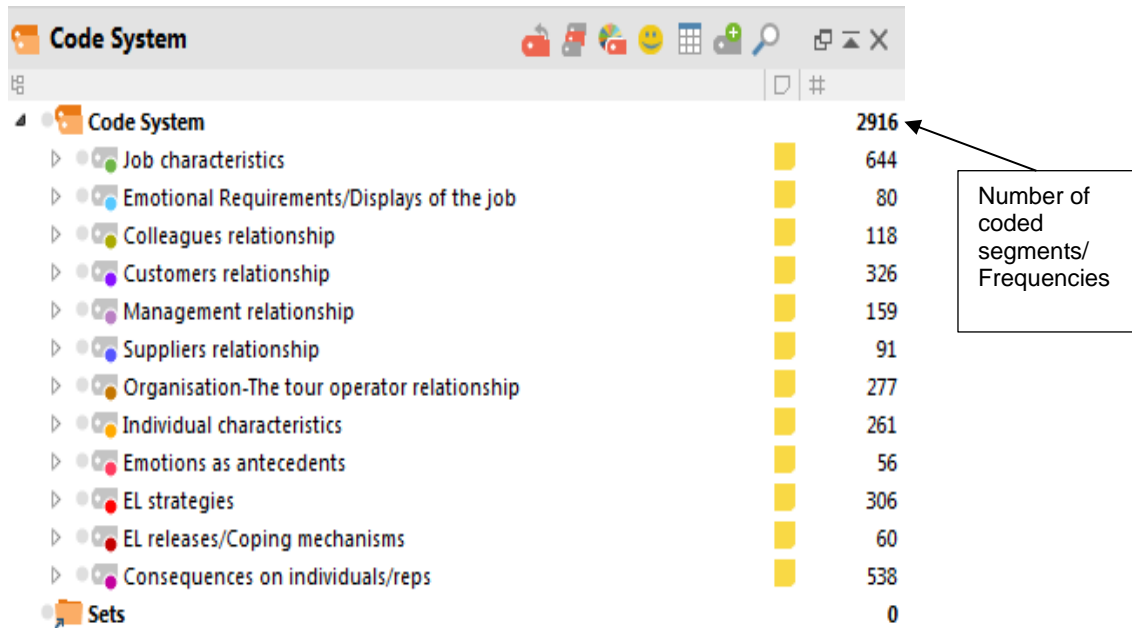 Code System
#
Code System 2916
Job characteristics 644
Emotional Requirements/Displays of the job 80
Colleagues relationship 118
Customers relationship 326
Management relationship 159
Suppliers relationship 91
Organisation-The tour operator relationship 277
Individual characteristics 261
Emotions as antecedents 56
EL strategies 306
EL releases/Coping mechanisms 60
Consequences on individuals/reps 538
Sets 0
Number of
coded
segments/
Frequencies